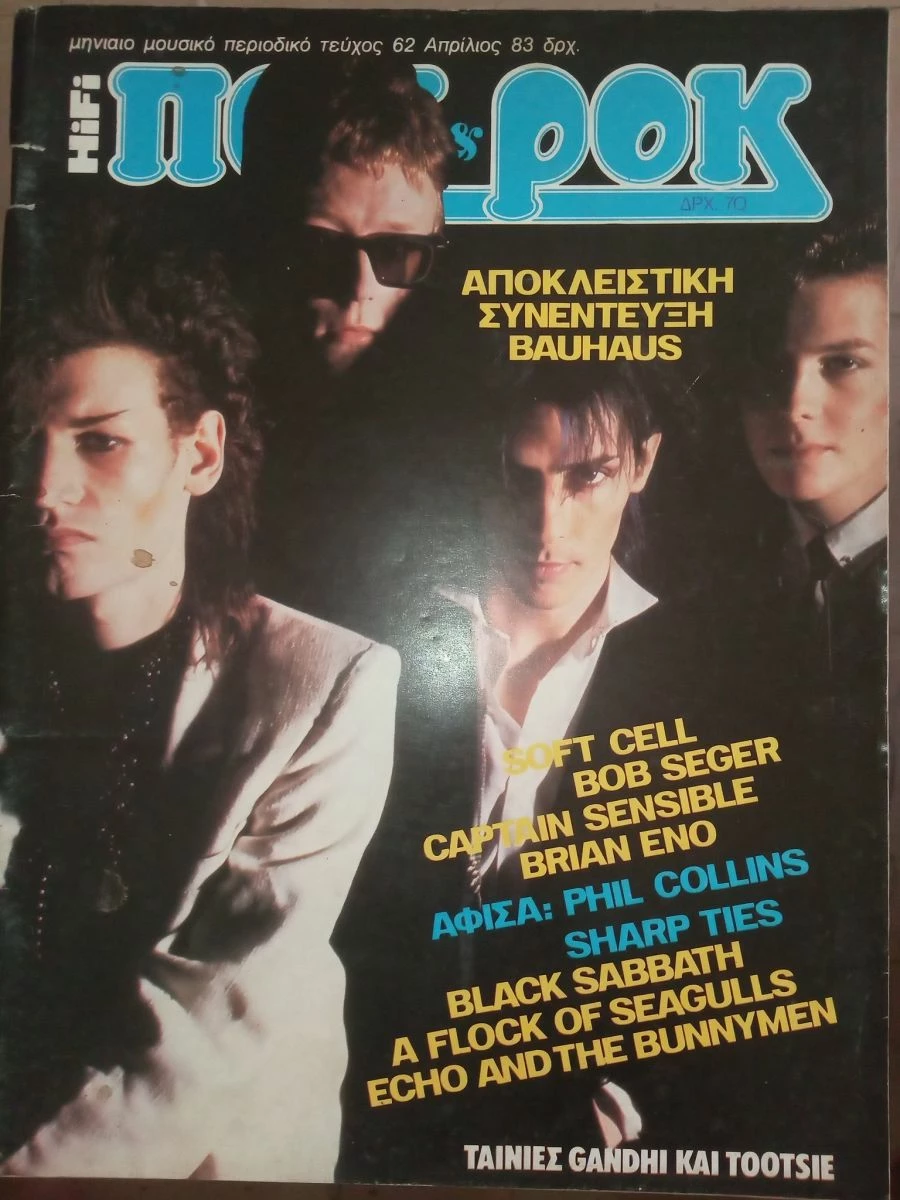 μηνιαίο μουσικό περιοδικό τεύχος 62 Απρίλιος 83 δρχ.
HiFi
& ΡΟΚ
ΔΡΧ. 70
ΑΠΟΚΛΕΙΣΤΙΚΗ
ΣΥΝΕΝΤΕΥΞΗ
BAUHAUS
SOFT CELL
BOB SEGER
CAPTAIN SENSIBLE
BRIAN ENO
ΑΦΙΣΑ: PHIL COLLINS
SHARP TIES
BLACK SABBATH
A FLOCK OF SEAGULLS
ECHO AND THE BUNNYMEN
ΤΑΙΝΙΕΣ GANDHI ΚΑΙ TOOTSIE